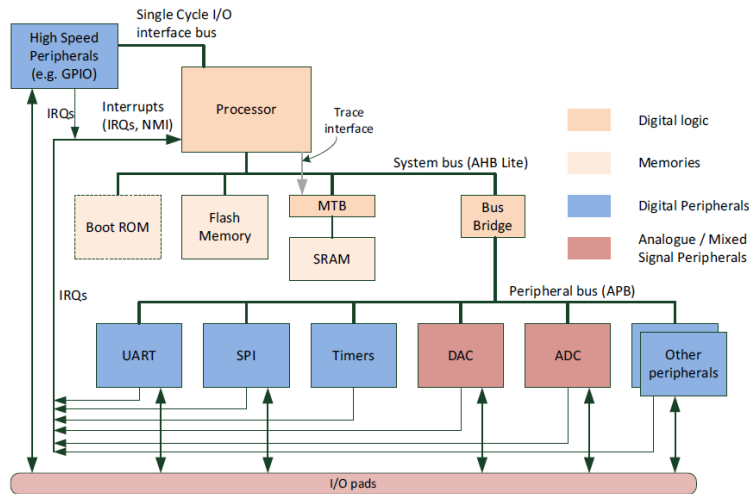 Single Cycle I/O
interface bus
High Speed
Peripherals
(e.g. GPIO)
Processor
IRQs
Interrupts
(IRQs, NMI)
Trace
interface
Digital logic
System bus (AHB Lite)
Memories
Boot ROM
Flash
Memory
MTB
SRAM
Bus
Bridge
Digital Peripherals
Analogue / Mixed
Signal Peripherals
IRQs
Peripheral bus (APB)
UART
SPI
Timers
DAC
ADC
Other
peripherals
I/O pads